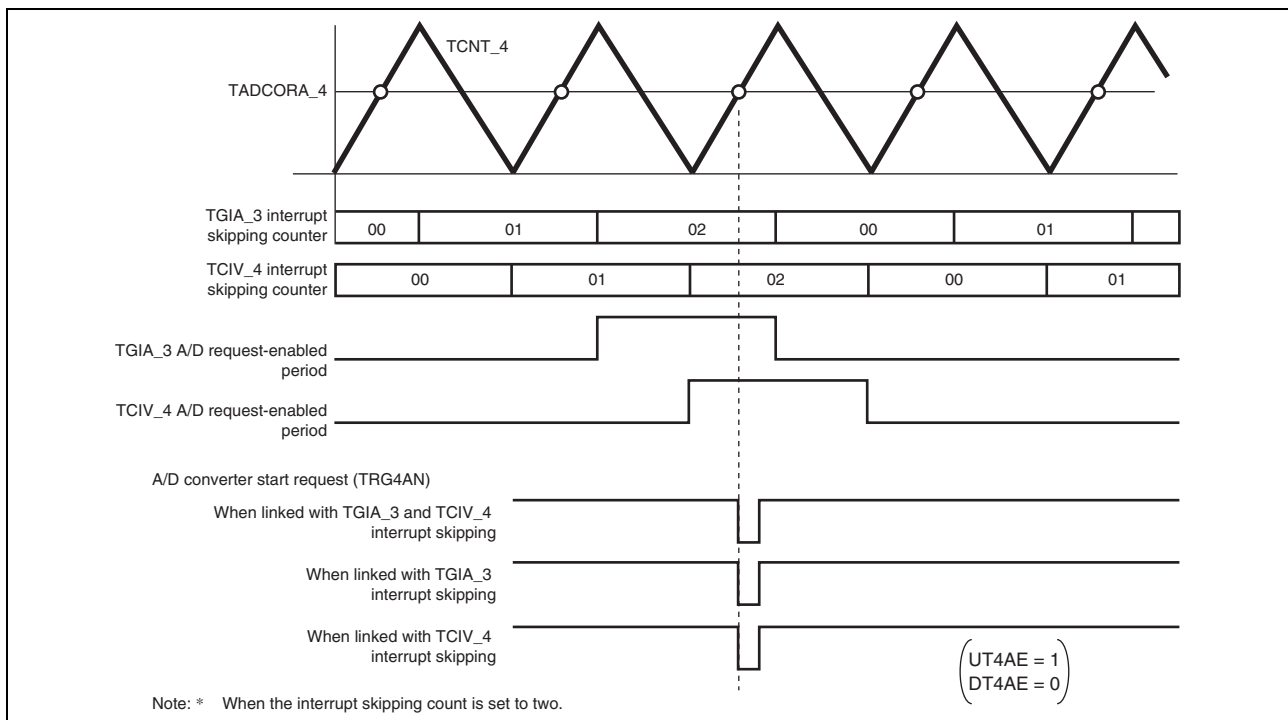 TCNT_4
TADCORA_4
TGIA_3 interrupt
skipping counter
00 01 02 00 01
TCIV_4 interrupt
skipping counter
00 01 02 00 01
TGIA_3 A/D request-enabled
period
TCIV_4 A/D request-enabled
period
A/D converter start request (TRG4AN)
When linked with TGIA_3 and TCIV_4
interrupt skipping
When linked with TGIA_3
interrupt skipping
When linked with TCIV_4
interrupt skipping
UT4AE = 1
DT4AE = 0
Note: * When the interrupt skipping count is set to two.